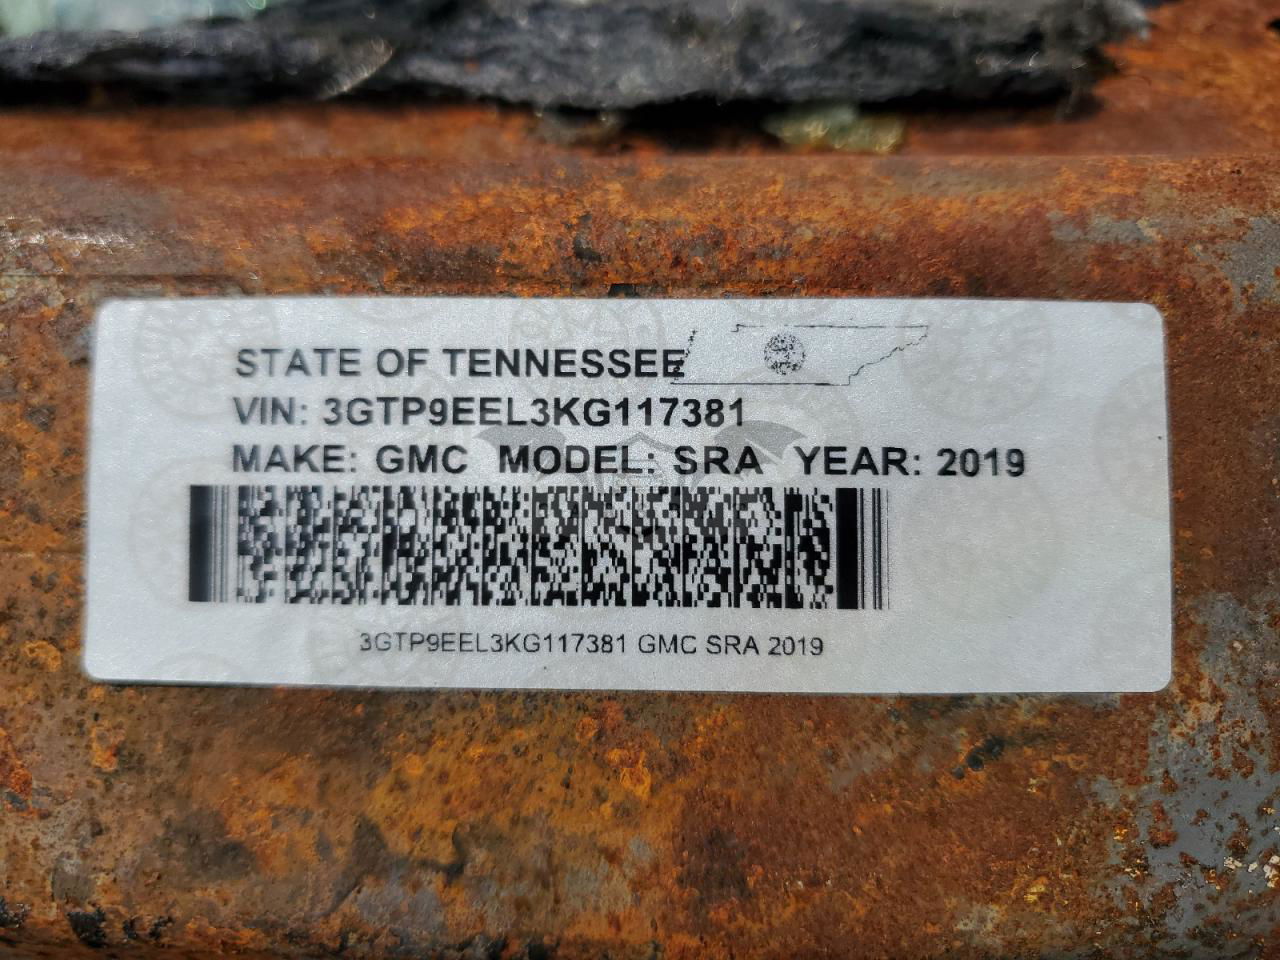 STATE OF TENNESSEE
VIN: 3GTP9EEL3KG117381
MAKE: GMC MODEL: SRA YEAR: 2019
3GTP9EEL3KG117381 GMC SRA 2019